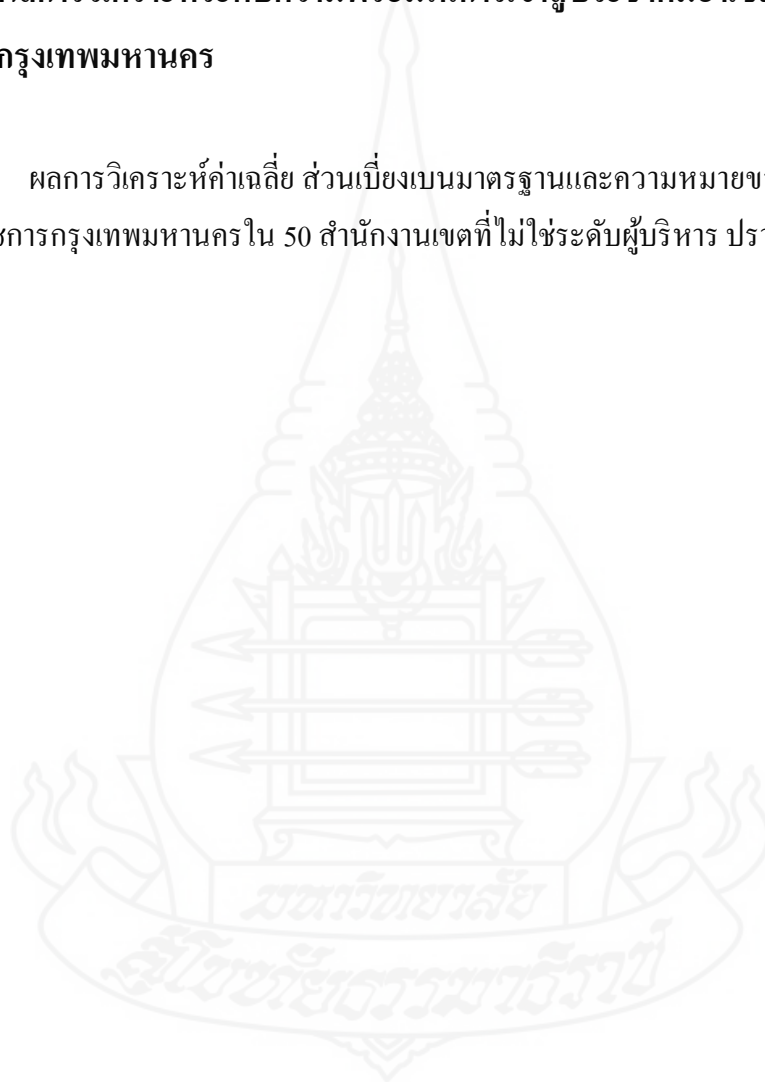 กรุงเทพมหานคร
ผลการวิเคราะห์ค่าเฉลี่ย ส่วนเบี่ยงเบนมาตรฐานและความหมายข
การกรุงเทพมหานครใน 50 สำนักงานเขตที่ไม่ใช่ระดับผู้บริหาร ปรา
มหาวิทยาลัย
สุโขทัยธรรมาธิราช